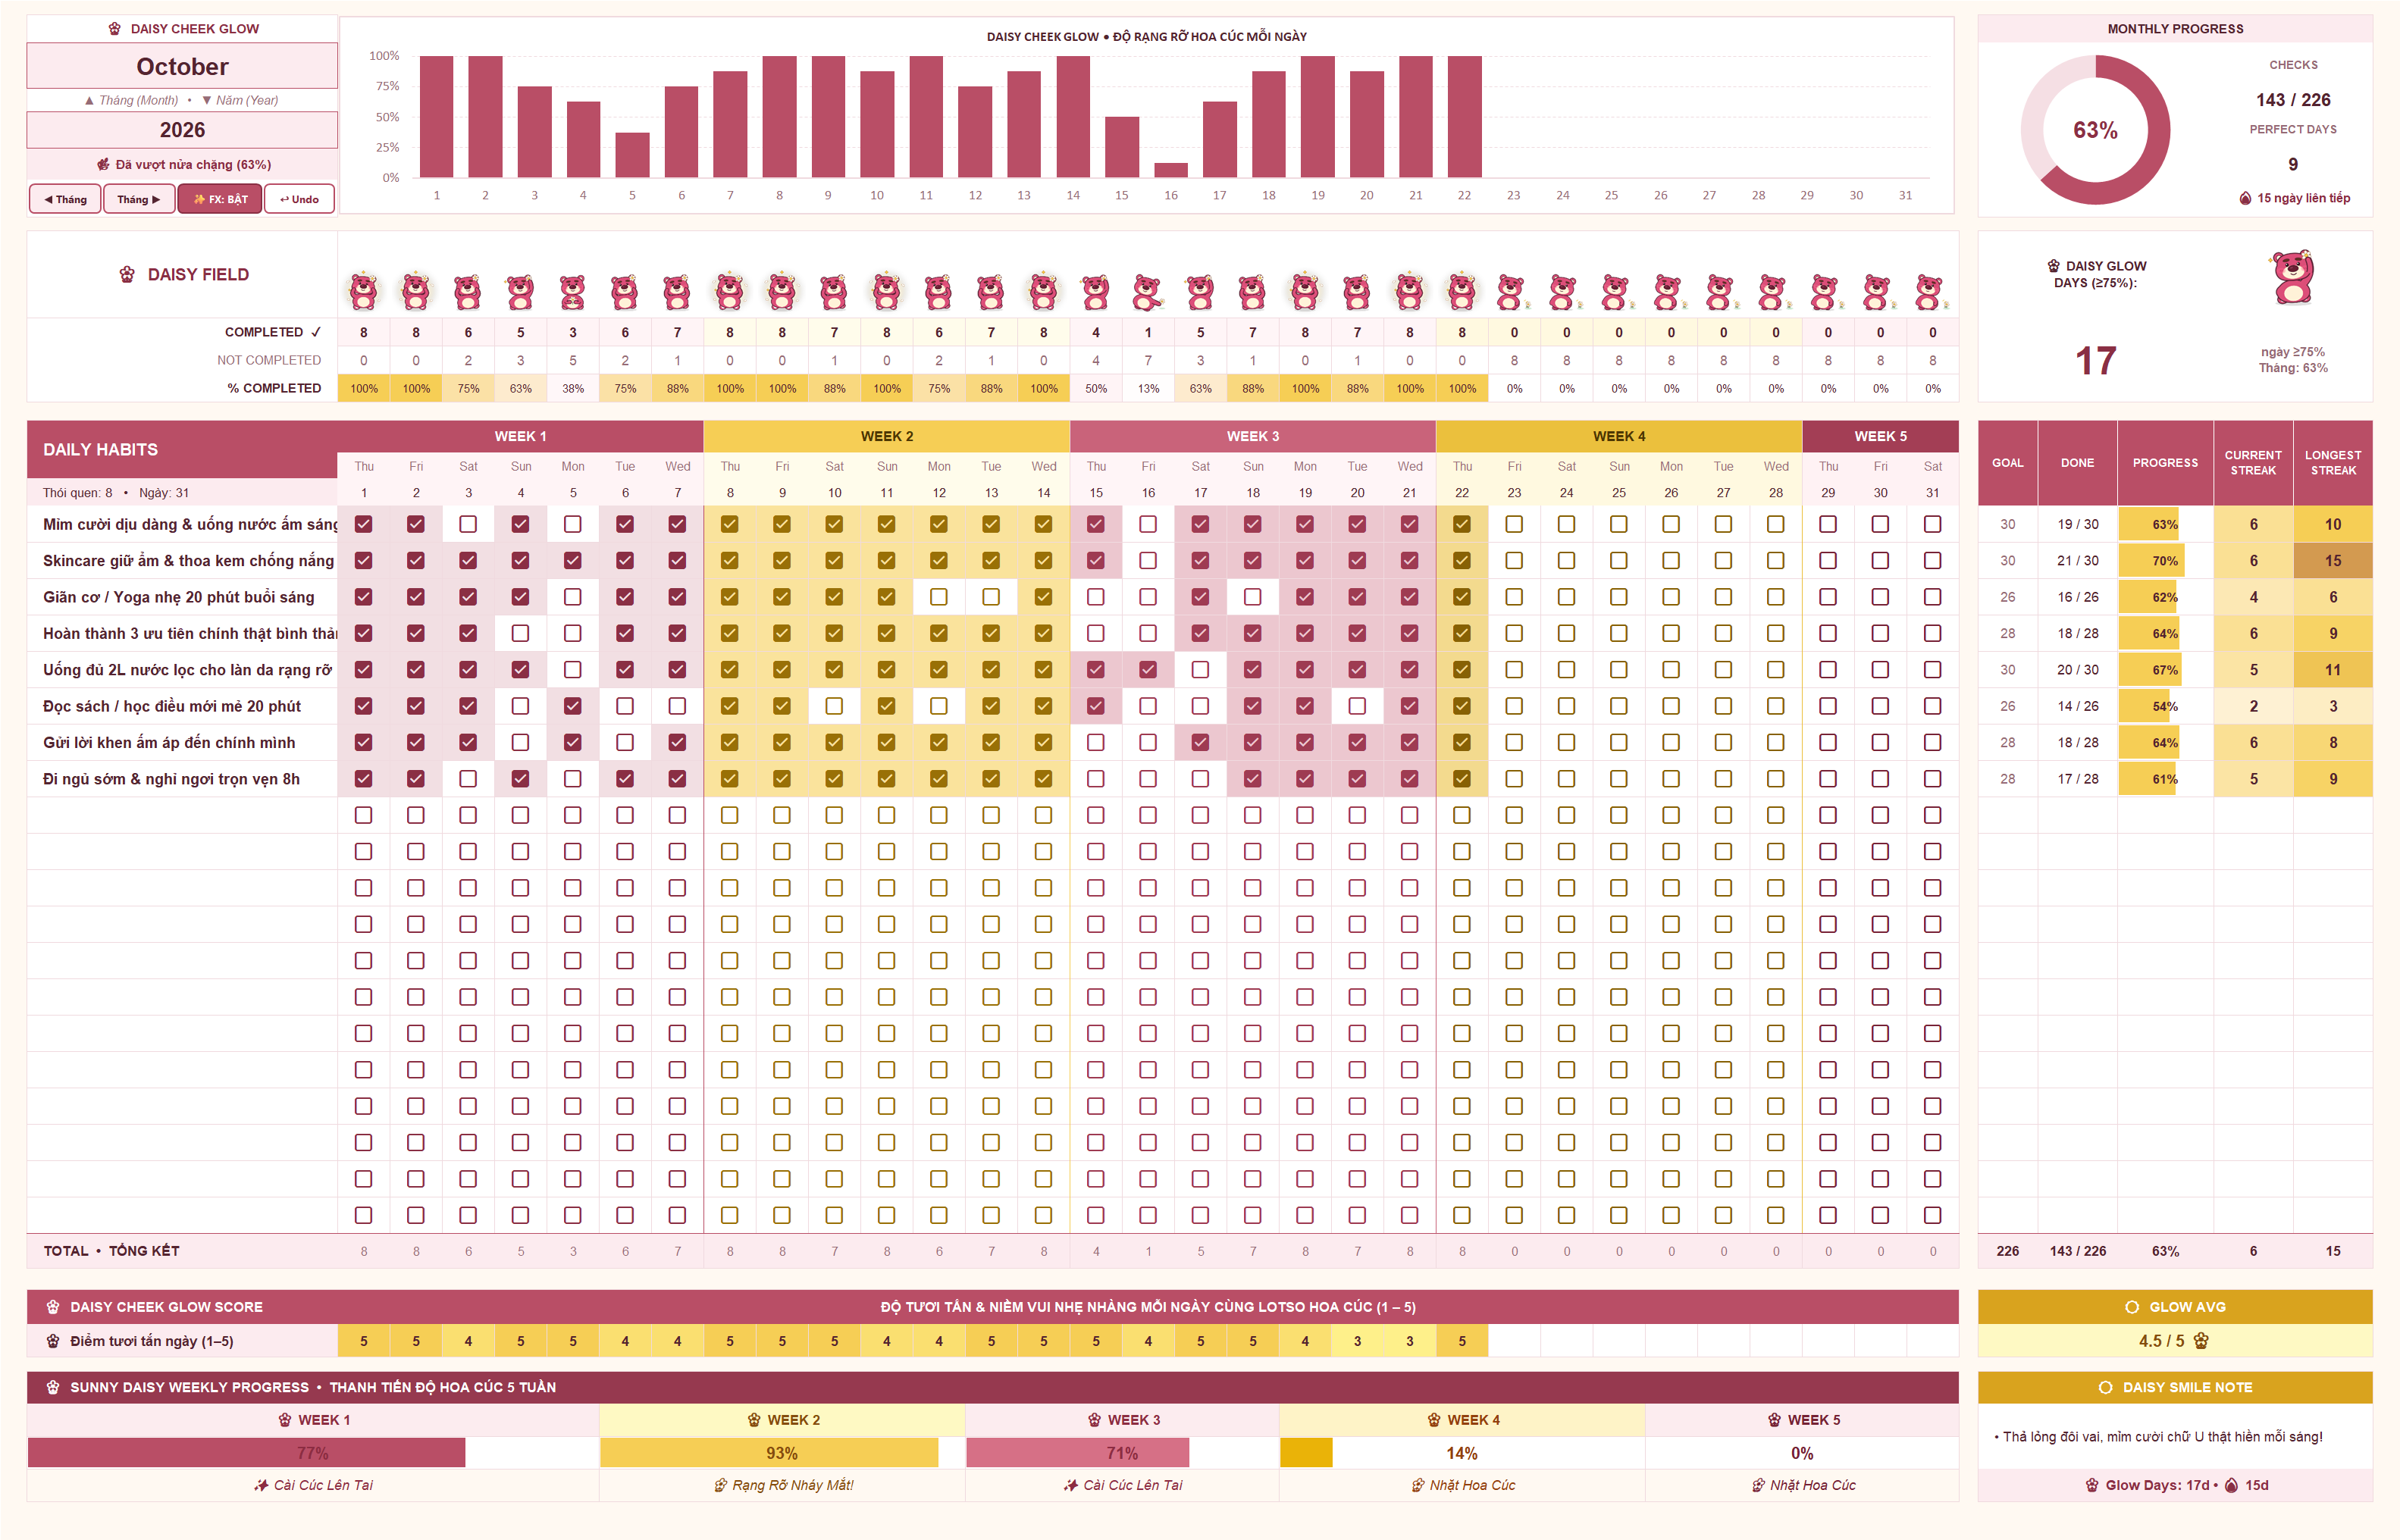 DAISY CHEEK GLOW
October
▲ Tháng (Month) • ▼ Năm (Year)
2026
Đã vượt nửa chặng (63%)
◀ Tháng Tháng ▶ FX: BẬT ↩ Undo
DAISY CHEEK GLOW • ĐỘ RẠNG RỠ HOA CÚC MỖI NGÀY
100%
75%
50%
25%
0%
1 2 3 4 5 6 7 8 9 10 11 12 13 14 15 16 17 18 19 20 21 22 23 24 25 26 27 28 29 30 31
MONTHLY PROGRESS
63%
CHECKS
143 / 226
PERFECT DAYS
9
15 ngày liên tiếp
DAISY FIELD
COMPLETED ✓ 8 8 6 5 3 6 7 8 8 7 8 6 7 8 4 1 5 7 8 7 8 8 0 0 0 0 0 0 0 0 0
NOT COMPLETED 0 0 2 3 5 2 1 0 0 1 0 2 1 0 4 7 3 1 0 1 0 0 8 8 8 8 8 8 8 8 8
% COMPLETED 100% 100% 75% 63% 38% 75% 88% 100% 100% 88% 100% 75% 88% 100% 50% 13% 63% 88% 100% 88% 100% 100% 0% 0% 0% 0% 0% 0% 0% 0% 0%
DAISY GLOW
DAYS (≥75%):
17
ngày ≥75%
Tháng: 63%
DAILY HABITS
WEEK 1 WEEK 2 WEEK 3 WEEK 4 WEEK 5
Thu Fri Sat Sun Mon Tue Wed Thu Fri Sat Sun Mon Tue Wed Thu Fri Sat Sun Mon Tue Wed Thu Fri Sat Sun Mon Tue Wed Thu Fri Sat
Thói quen: 8 • Ngày: 31
1 2 3 4 5 6 7 8 9 10 11 12 13 14 15 16 17 18 19 20 21 22 23 24 25 26 27 28 29 30 31
GOAL DONE PROGRESS CURRENT STREAK LONGEST STREAK
Mỉm cười dịu dàng & uống nước ấm sáng 30 19 / 30 63% 6 10
Skincare giữ ẩm & thoa kem chống nắng 30 21 / 30 70% 6 15
Giãn cơ / Yoga nhẹ 20 phút buổi sáng 26 16 / 26 62% 4 6
Hoàn thành 3 ưu tiên chính thật bình thản 28 18 / 28 64% 6 9
Uống đủ 2L nước lọc cho làn da rạng rỡ 30 20 / 30 67% 5 11
Đọc sách / học điều mới mẻ 20 phút 26 14 / 26 54% 2 3
Gửi lời khen ấm áp đến chính mình 28 18 / 28 64% 6 8
Đi ngủ sớm & nghỉ ngơi trọn vẹn 8h 28 17 / 28 61% 5 9
TOTAL • TỔNG KẾT 8 8 6 5 3 6 7 8 8 7 8 6 7 8 4 1 5 7 8 7 8 8 0 0 0 0 0 0 0 0 0 226 143 / 226 63% 6 15
DAISY CHEEK GLOW SCORE
ĐỘ TƯƠI TẮN & NIỀM VUI NHẸ NHÀNG MỖI NGÀY CÙNG LOTSO HOA CÚC (1 – 5)
Điểm tươi tắn ngày (1–5) 5 5 4 5 5 4 4 5 5 5 4 4 5 5 5 4 5 5 4 3 3 5
GLOW AVG
4.5 / 5
SUNNY DAISY WEEKLY PROGRESS • THANH TIẾN ĐỘ HOA CÚC 5 TUẦN
WEEK 1 WEEK 2 WEEK 3 WEEK 4 WEEK 5
77% 93% 71% 14% 0%
Cài Cúc Lên Tai Rạng Rỡ Nháy Mắt! Cài Cúc Lên Tai Nhặt Hoa Cúc Nhặt Hoa Cúc
DAISY SMILE NOTE
• Thả lỏng đôi vai, mỉm cười chữ U thật hiền mỗi sáng!
Glow Days: 17d • 15d